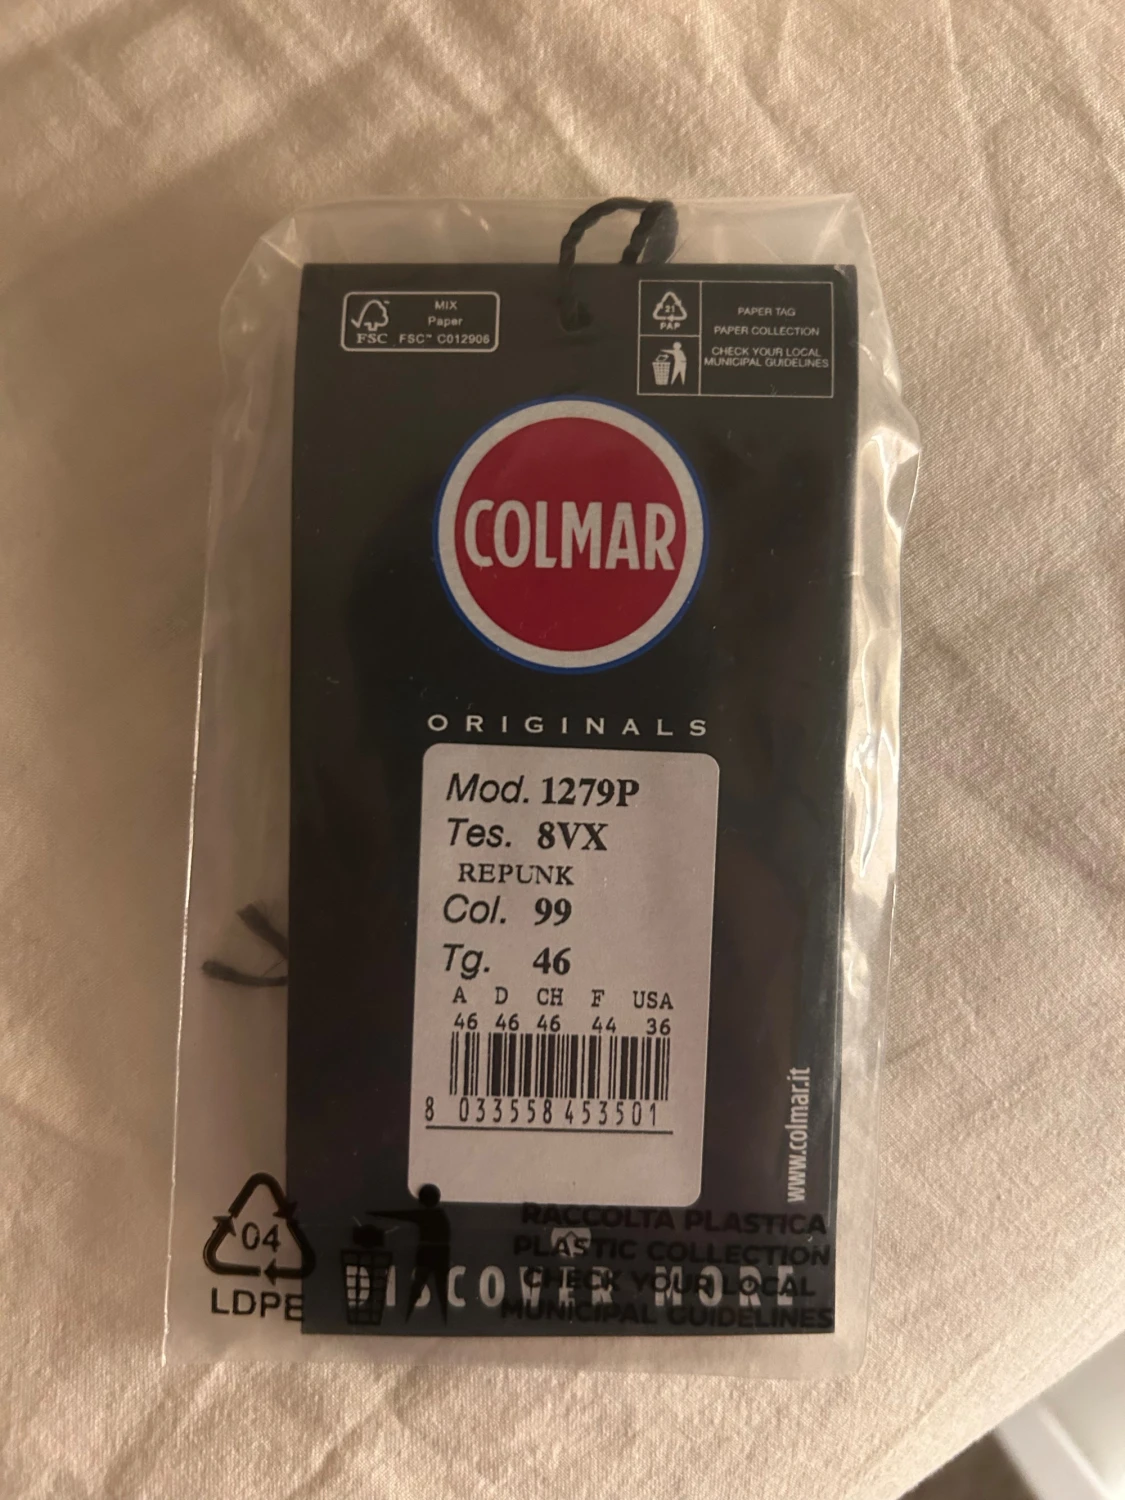 MIX
Paper
FSC™ C012906
FSC
21
PAP
PAPER TAG
PAPER COLLECTION
CHECK YOUR LOCAL
MUNICIPAL GUIDELINES
COLMAR
ORIGINALS
Mod. 1279P
Tes. 8VX
REPUNK
Col. 99
Tg. 46
A D CH F USA
46 46 46 44 36
8 033558 453501
www.colmar.it
04
LDPE
RACCOLTA PLASTICA
PLASTIC COLLECTION
CHECK YOUR LOCAL
MUNICIPAL GUIDELINES
DISCOVER MORE